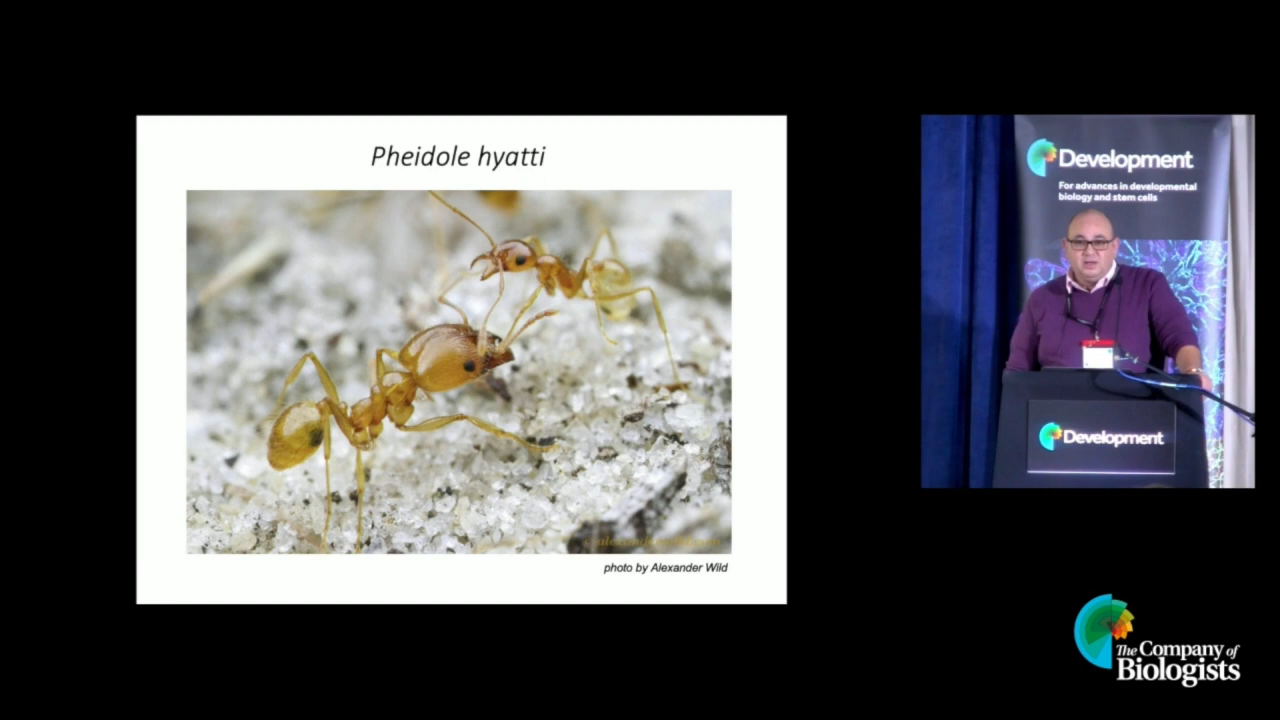 Pheidole hyatti
photo by Alexander Wild
Development
For advances in developmental
biology and stem cells
Development
The Company of
Biologists